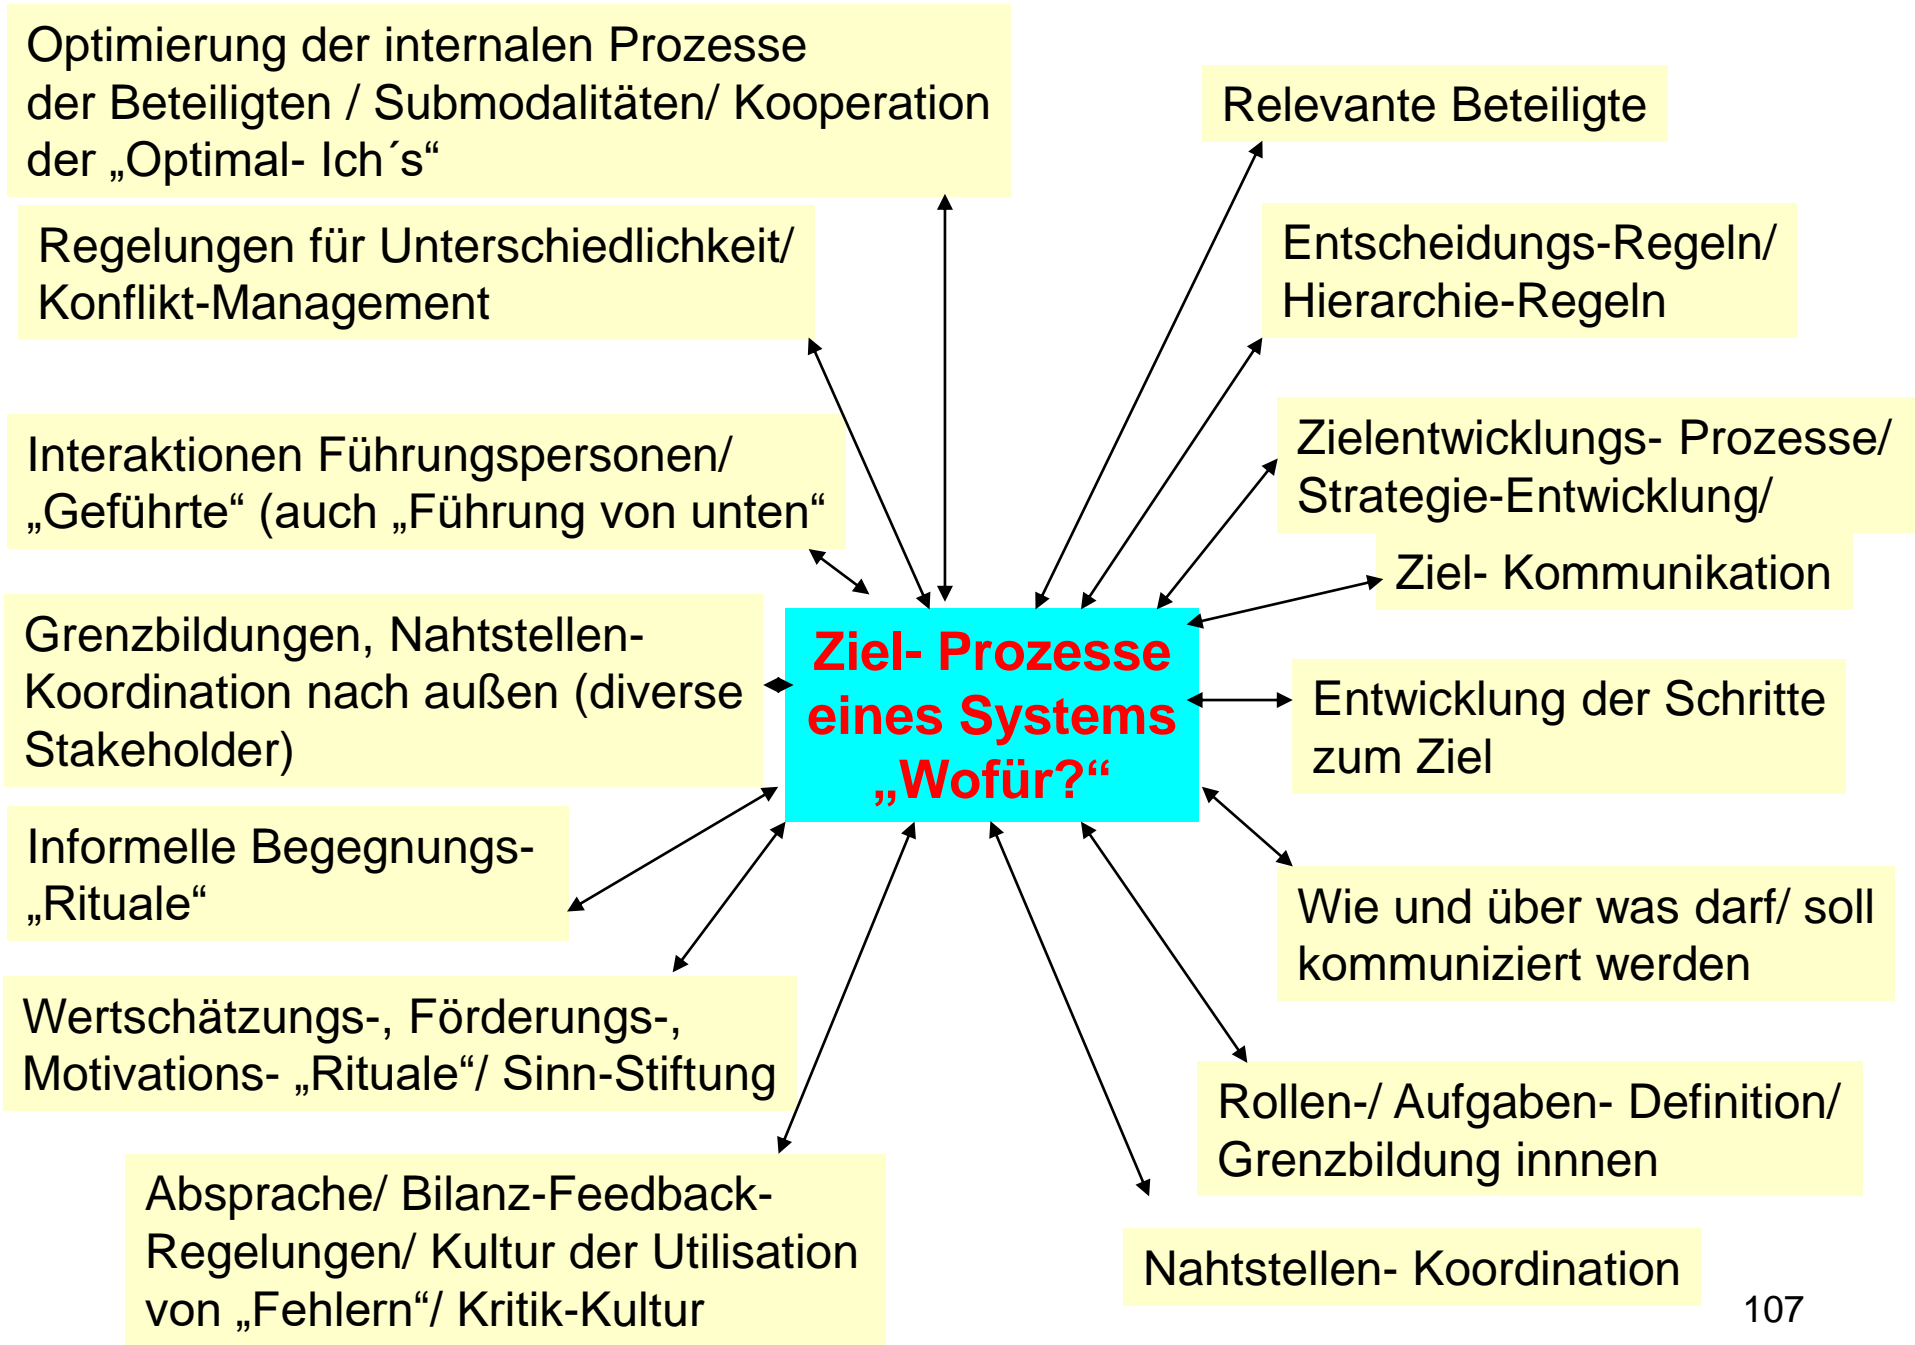 Optimierung der internalen Prozesse
der Beteiligten / Submodalitäten/ Kooperation
der „Optimal- Ich´s“
Relevante Beteiligte
Regelungen für Unterschiedlichkeit/
Konflikt-Management
Entscheidungs-Regeln/
Hierarchie-Regeln
Interaktionen Führungspersonen/
„Geführte“ (auch „Führung von unten“
Zielentwicklungs- Prozesse/
Strategie-Entwicklung/
Ziel- Kommunikation
Grenzbildungen, Nahtstellen-
Koordination nach außen (diverse
Stakeholder)
Ziel- Prozesse
eines Systems
„Wofür?“
Entwicklung der Schritte
zum Ziel
Informelle Begegnungs-
„Rituale“
Wie und über was darf/ soll
kommuniziert werden
Wertschätzungs-, Förderungs-,
Motivations- „Rituale“/ Sinn-Stiftung
Rollen-/ Aufgaben- Definition/
Grenzbildung innnen
Absprache/ Bilanz-Feedback-
Regelungen/ Kultur der Utilisation
von „Fehlern“/ Kritik-Kultur
Nahtstellen- Koordination
107